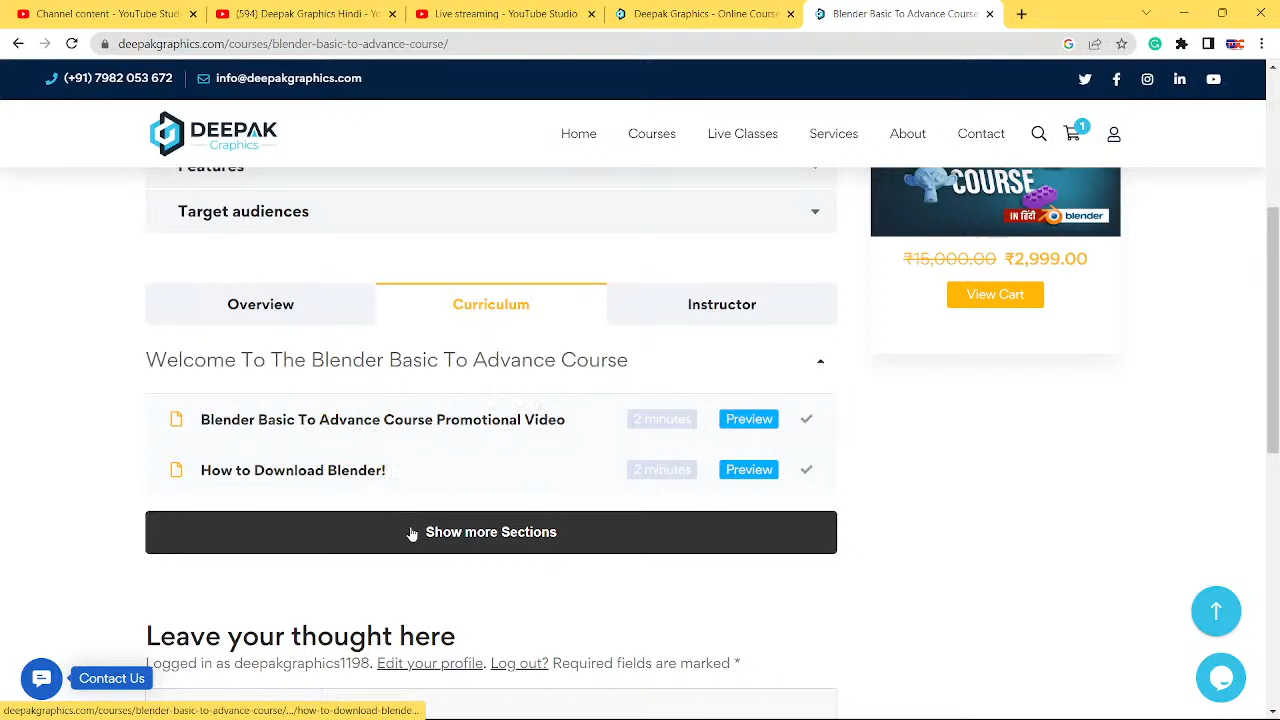 Channel content - YouTube Studi
(594) Deepak Graphics Hindi - Yo
Live streaming - YouTube Studio
Deepak Graphics - Online Course
Blender Basic To Advance Course
deepakgraphics.com/courses/blender-basic-to-advance-course/
(+91) 7982 053 672
info@deepakgraphics.com
DEEPAK
Graphics
Home
Courses
Live Classes
Services
About
Contact
1
Features
Target audiences
COURSE
IN हिंदी
blender
₹15,000.00 ₹2,999.00
View Cart
Overview
Curriculum
Instructor
Welcome To The Blender Basic To Advance Course
Blender Basic To Advance Course Promotional Video
2 minutes
Preview
How to Download Blender!
2 minutes
Preview
Show more Sections
Leave your thought here
Logged in as deepakgraphics1198. Edit your profile. Log out? Required fields are marked *
Contact Us
deepakgraphics.com/courses/blender-basic-to-advance-course/.../how-to-download-blende...